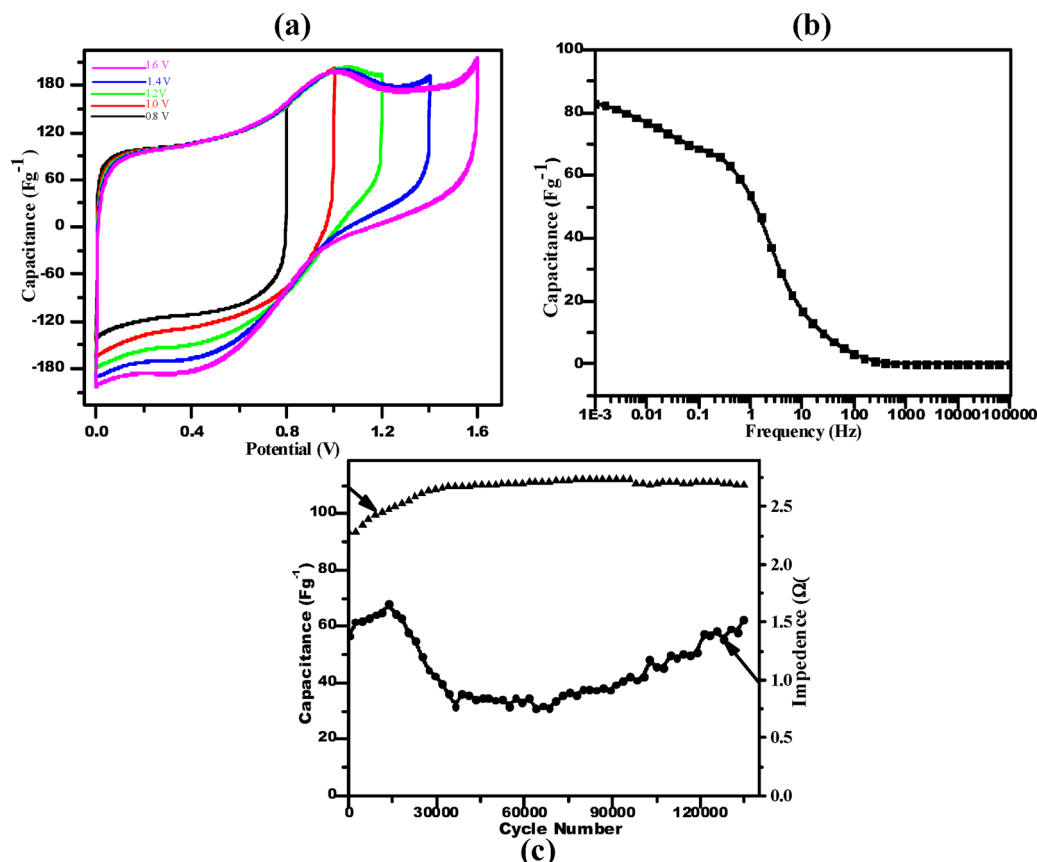 (a)
Capacitance (Fg-1)
180
120
60
0
-60
-120
-180
1.6 V
1.4 V
1.2V
1.0 V
0.8 V
0.0
0.4
0.8
1.2
1.6
Potential (V)
(b)
Capacitance (Fg-1)
100
80
60
40
20
0
1E-3
0.01
0.1
1
10
100
1000
10000
100000
Frequency (Hz)
Capacitance (Fg-1)
100
80
60
40
20
0
0
30000
60000
90000
120000
Cycle Number
2.5
2.0
1.5
1.0
0.5
0.0
Impedence (Ω(
(c)